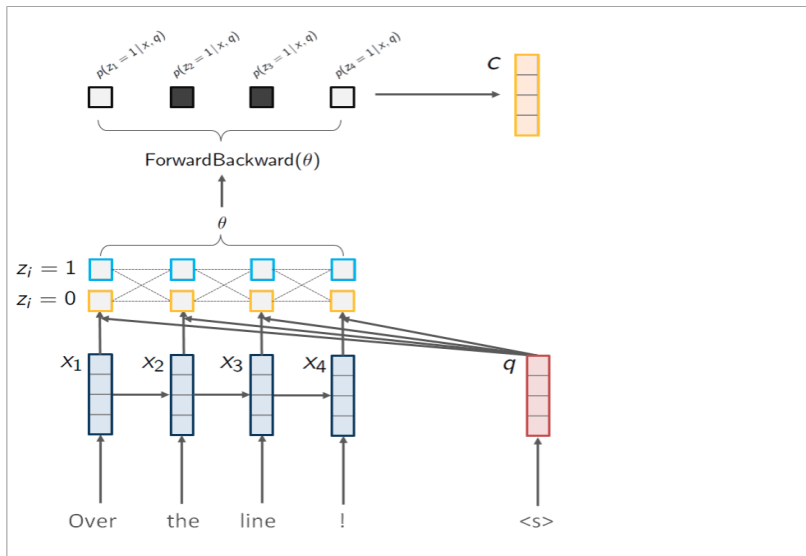 p(z₁ = 1 | x, q) p(z₂ = 1 | x, q) p(z₃ = 1 | x, q) p(z₄ = 1 | x, q)
c
ForwardBackward(θ)
θ
zᵢ = 1
zᵢ = 0
x₁ x₂ x₃ x₄ q
Over the line ! <s>